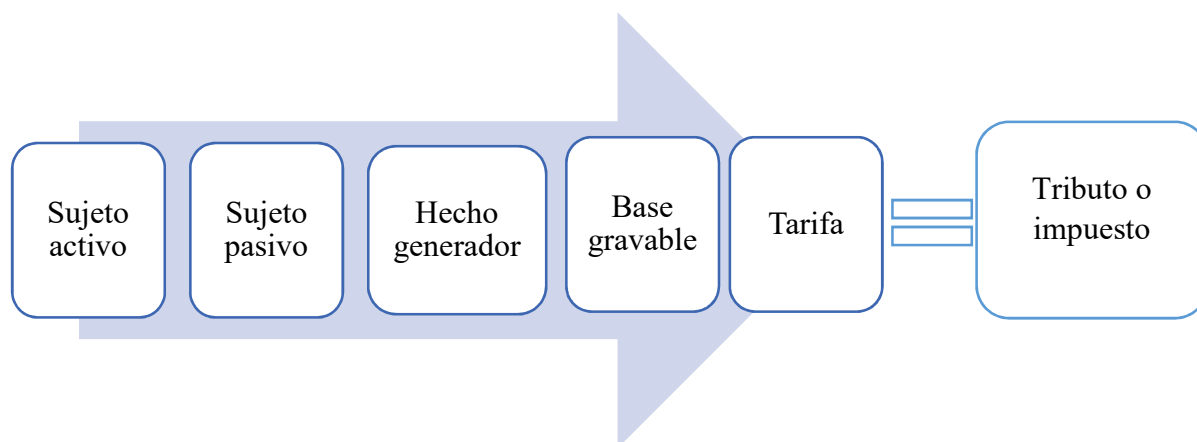 Sujeto
activo
Sujeto
pasivo
Hecho
generador
Base
gravable
Tarifa
Tributo o
impuesto